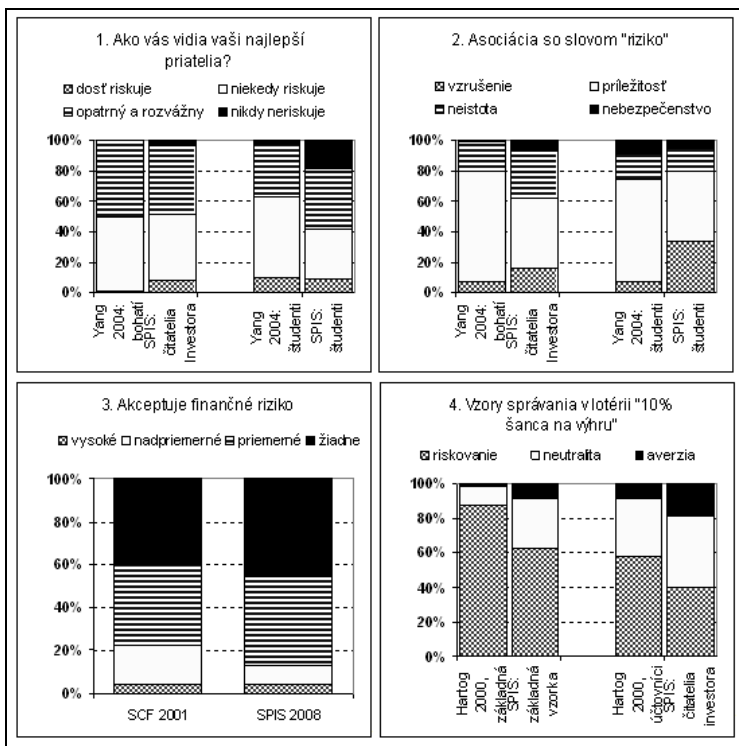 1. Ako vás vidia vaši najlepší
priatelia?
dosť riskuje
niekedy riskuje
opatrný a rozvážny
nikdy neriskuje
100%
80%
60%
40%
20%
0%
Yang
2004:
bohatí
SPIS:
čitatelia
Investora
Yang
2004:
študenti
SPIS:
študenti
2. Asociácia so slovom "riziko"
vzrušenie
príležitosť
neistota
nebezpečenstvo
100%
80%
60%
40%
20%
0%
Yang
2004:
bohatí
SPIS:
čitatelia
Investora
Yang
2004:
študenti
SPIS:
študenti
3. Akceptuje finančné riziko
vysoké
nadpriemerné
priemerné
žiadne
100%
80%
60%
40%
20%
0%
SCF 2001
SPIS 2008
4. Vzory správania v lotérii "10%
šanca na výhru"
riskovanie
neutralita
averzia
100%
80%
60%
40%
20%
0%
Hartog
2000,
základná
SPIS:
základná
vzorka
Hartog
2000,
účtovníci
SPIS:
čitatelia
investora